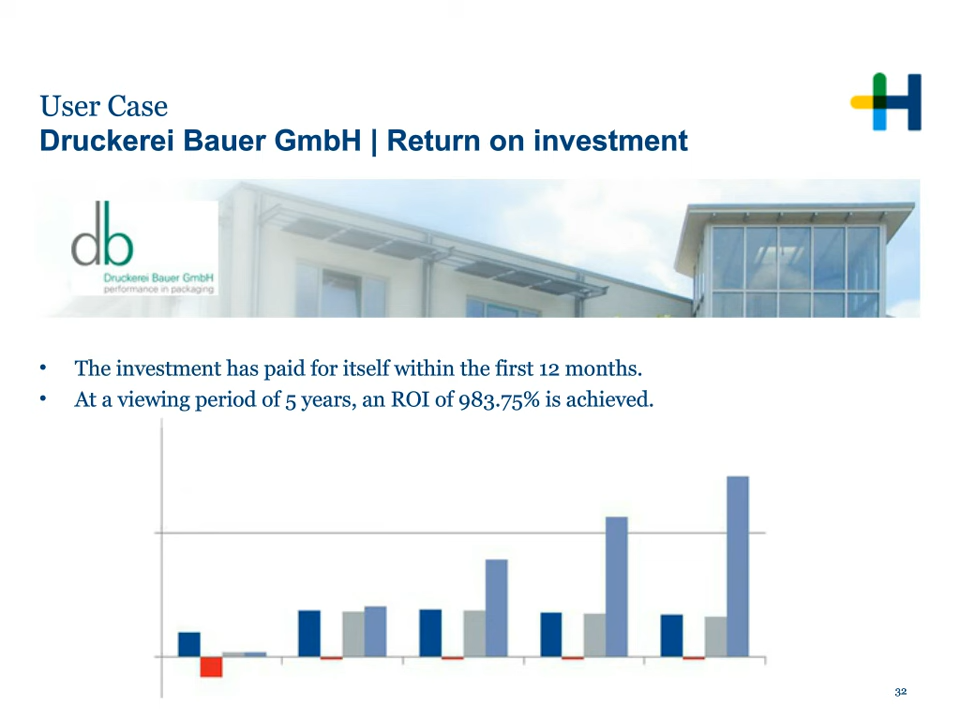 User Case
Druckerei Bauer GmbH | Return on investment
db
Druckerei Bauer GmbH
performance in packaging
• The investment has paid for itself within the first 12 months.
• At a viewing period of 5 years, an ROI of 983.75% is achieved.
32